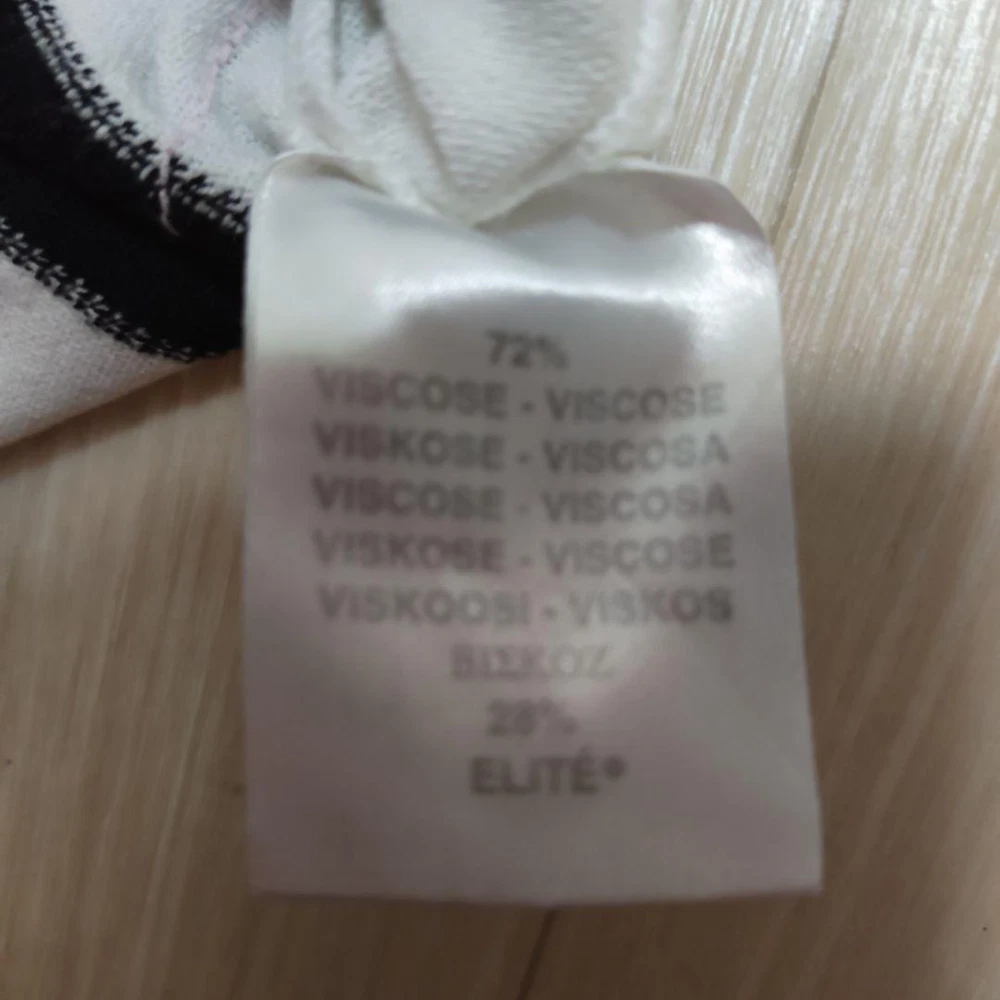 72%
VISCOSE - VISCOSE
VISKOSE - VISCOSA
VISCOSE - VISCOSA
VISKOSE - VISCOSE
VISKOOSI - VISKOS
ΒΙΣΚΟΖ
28%
ELITÉ®